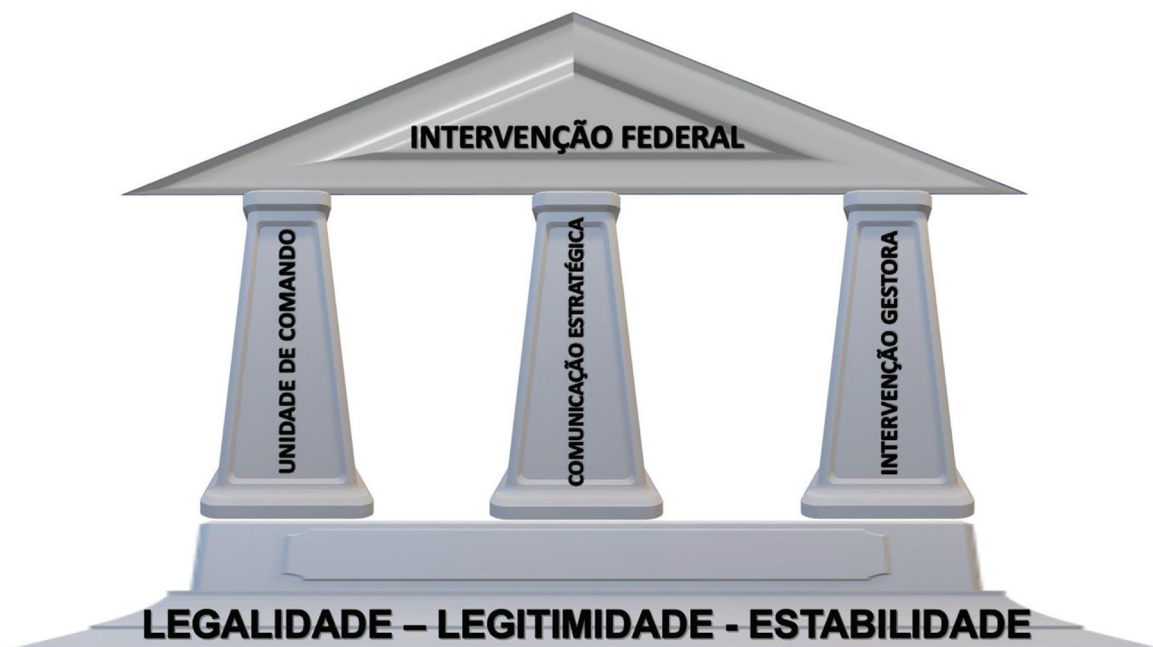 INTERVENÇÃO FEDERAL
UNIDADE DE COMANDO
COMUNICAÇÃO ESTRATÉGICA
INTERVENÇÃO GESTORA
LEGALIDADE – LEGITIMIDADE - ESTABILIDADE